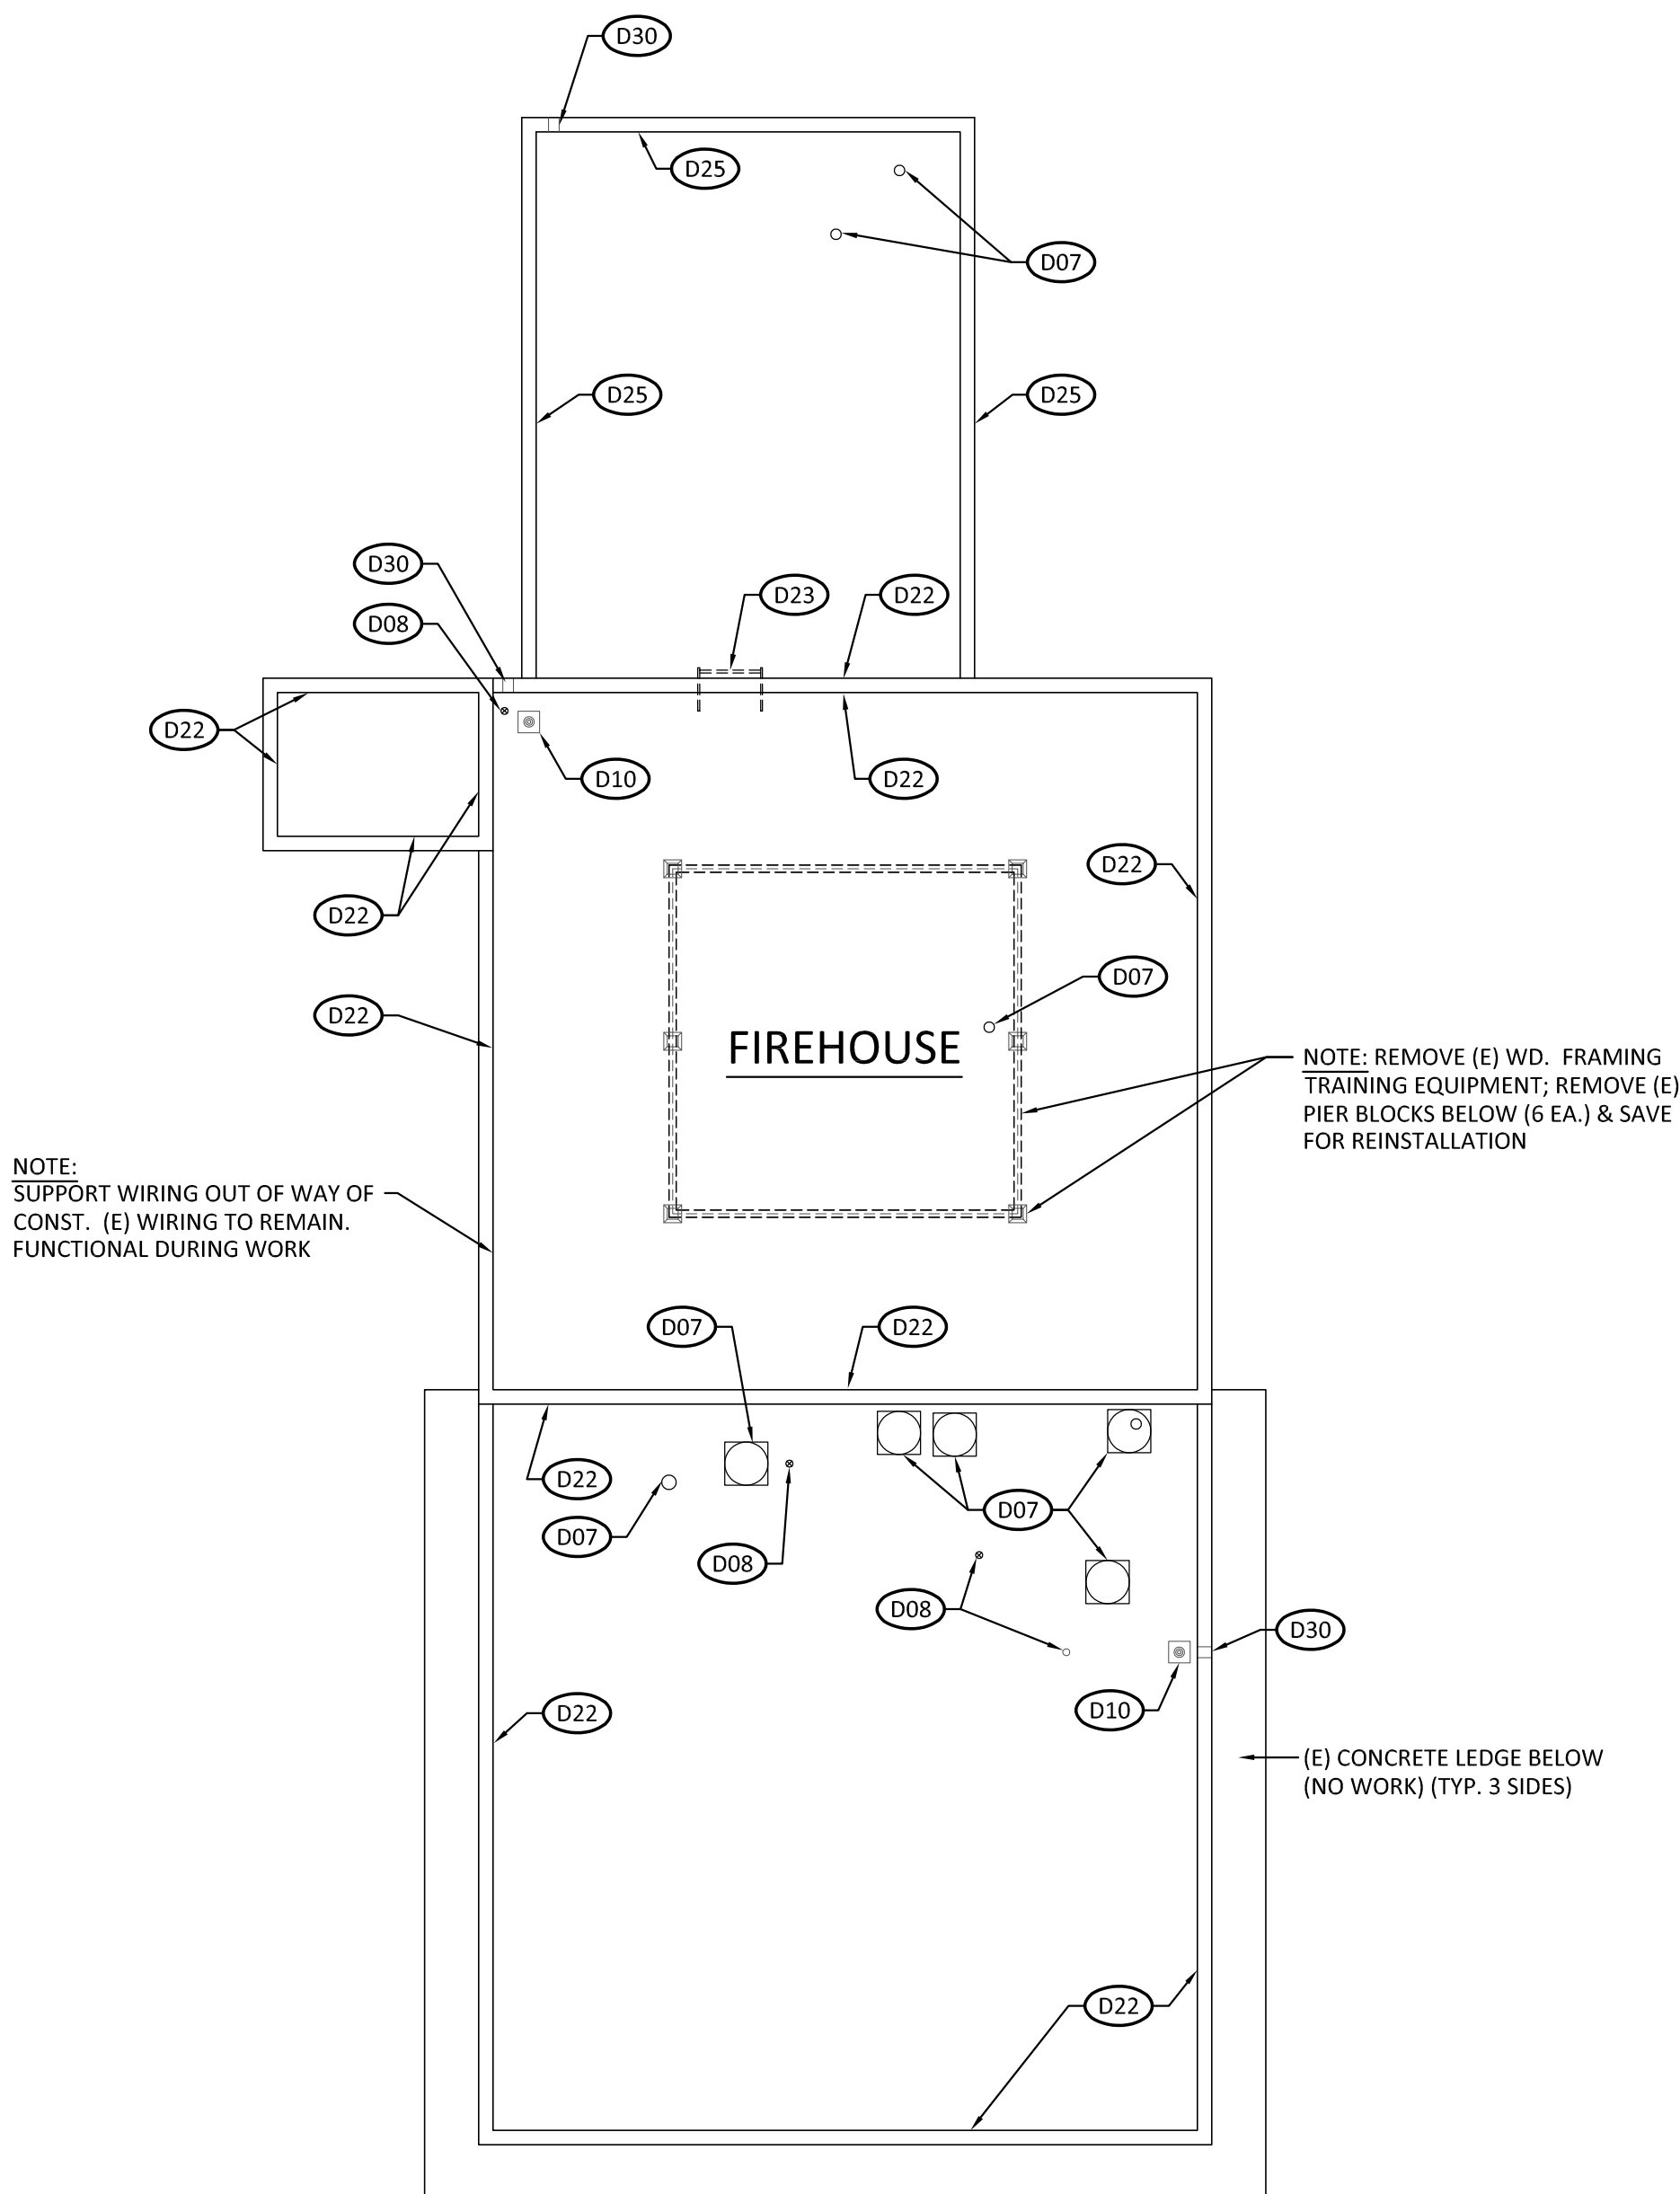 D30
D25
D07
D25
D25
D30
D23
D22
D08
D22
D10
D22
D22
D22
D07
D22
FIREHOUSE
NOTE: REMOVE (E) WD. FRAMING
TRAINING EQUIPMENT; REMOVE (E)
PIER BLOCKS BELOW (6 EA.) & SAVE
FOR REINSTALLATION
NOTE:
SUPPORT WIRING OUT OF WAY OF
CONST. (E) WIRING TO REMAIN.
FUNCTIONAL DURING WORK
D07
D22
D22
D07
D07
D08
D08
D30
D10
D22
(E) CONCRETE LEDGE BELOW
(NO WORK) (TYP. 3 SIDES)
D22